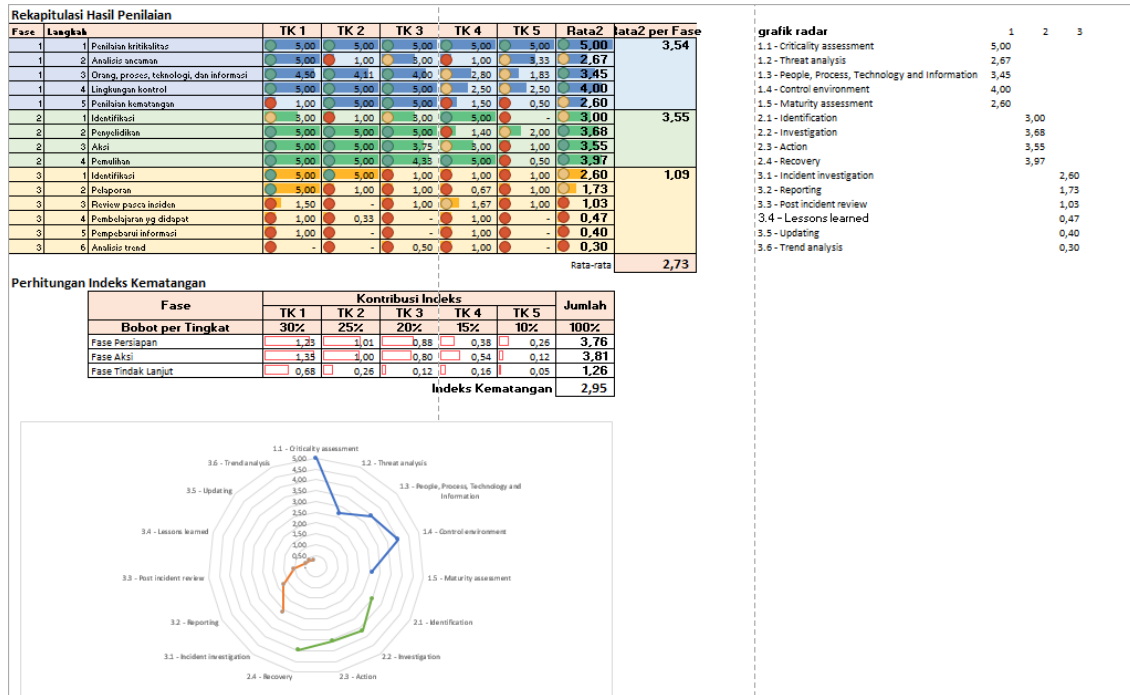 Rekapitulasi Hasil Penilaian
Fase Langkah TK 1 TK 2 TK 3 TK 4 TK 5 Rata2 Rata2 per Fase
1 1 Penilaian kritikalitas 5,00 5,00 5,00 5,00 5,00 5,00 3,54
1 2 Analisis ancaman 5,00 1,00 3,00 1,00 3,33 2,67
1 3 Orang, proses, teknologi, dan informasi 4,50 4,11 4,00 2,80 1,83 3,45
1 4 Lingkungan kontrol 5,00 5,00 5,00 2,50 2,50 4,00
1 5 Penilaian kematangan 1,00 5,00 5,00 1,50 0,50 2,60
2 1 Identifikasi 3,00 1,00 3,00 5,00 - 3,00 3,55
2 2 Penyelidikan 5,00 5,00 5,00 1,40 2,00 3,68
2 3 Aksi 5,00 5,00 3,75 3,00 1,00 3,55
2 4 Pemulihan 5,00 5,00 4,33 5,00 0,50 3,97
3 1 Identifikasi 5,00 5,00 1,00 1,00 1,00 2,60 1,09
3 2 Pelaporan 5,00 1,00 1,00 0,67 1,00 1,73
3 3 Review pasca insiden 1,50 - 1,00 1,67 1,00 1,03
3 4 Pembelajaran yg didapat 1,00 0,33 - 1,00 - 0,47
3 5 Pempebarui informasi 1,00 - - 1,00 - 0,40
3 6 Analisis trend - - 0,50 1,00 - 0,30
Rata-rata 2,73
grafik radar 1 2 3
1.1 - Criticality assessment 5,00
1.2 - Threat analysis 2,67
1.3 - People, Process, Technology and Information 3,45
1.4 - Control environment 4,00
1.5 - Maturity assessment 2,60
2.1 - Identification 3,00
2.2 - Investigation 3,68
2.3 - Action 3,55
2.4 - Recovery 3,97
3.1 - Incident investigation 2,60
3.2 - Reporting 1,73
3.3 - Post incident review 1,03
3.4 - Lessons learned 0,47
3.5 - Updating 0,40
3.6 - Trend analysis 0,30
Perhitungan Indeks Kematangan
Fase Kontribusi Indeks Jumlah
TK 1 TK 2 TK 3 TK 4 TK 5
Bobot per Tingkat 30% 25% 20% 15% 10% 100%
Fase Persiapan 1,23 1,01 0,88 0,38 0,26 3,76
Fase Aksi 1,35 1,00 0,80 0,54 0,12 3,81
Fase Tindak Lanjut 0,68 0,26 0,12 0,16 0,05 1,26
Indeks Kematangan 2,95
1.1 - Criticality assessment
1.2 - Threat analysis
1.3 - People, Process, Technology and
Information
1.4 - Control environment
1.5 - Maturity assessment
2.1 - Identification
2.2 - Investigation
2.3 - Action
2.4 - Recovery
3.1 - Incident investigation
3.2 - Reporting
3.3 - Post incident review
3.4 - Lessons learned
3.5 - Updating
3.6 - Trend analysis
5,00
4,50
4,00
3,50
3,00
2,50
2,00
1,50
1,00
0,50
-